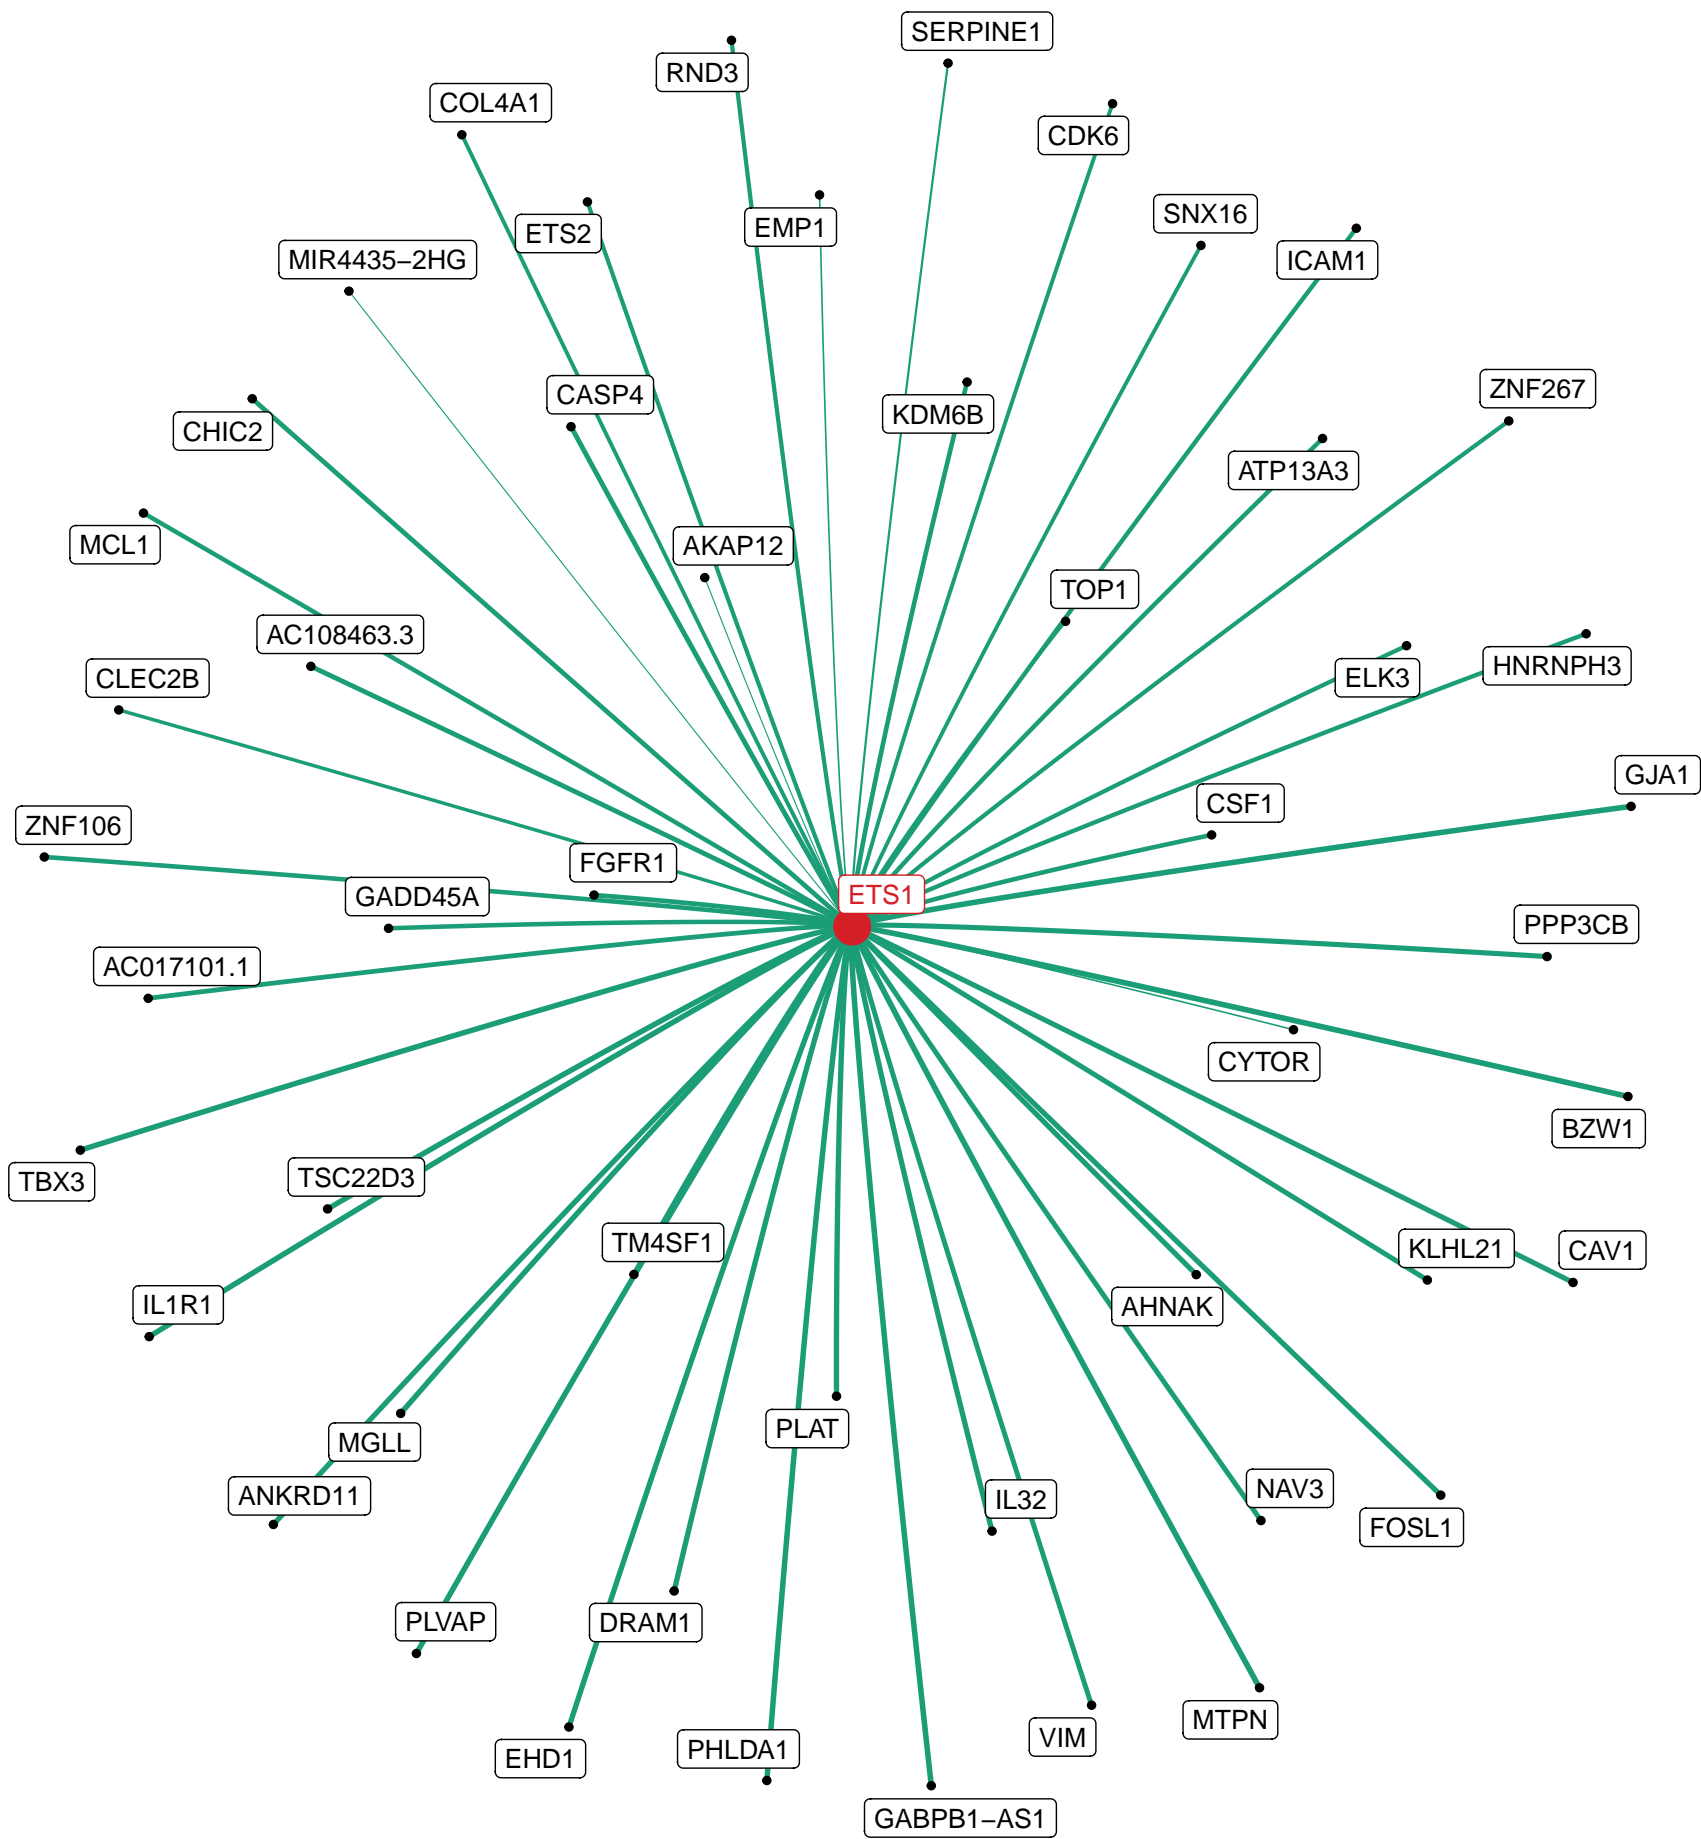 SERPINE1
RND3
COL4A1
CDK6
SNX16
EMP1
ETS2
MIR4435−2HG
ICAM1
ZNF267
CASP4
KDM6B
CHIC2
ATP13A3
MCL1
AKAP12
TOP1
AC108463.3
HNRNPH3
CLEC2B
ELK3
GJA1
CSF1
ZNF106
FGFR1
GADD45A
ETS1
PPP3CB
AC017101.1
CYTOR
BZW1
TSC22D3
TBX3
TM4SF1
KLHL21
CAV1
IL1R1
AHNAK
PLAT
MGLL
NAV3
ANKRD11
IL32
FOSL1
PLVAP
DRAM1
MTPN
VIM
PHLDA1
EHD1
GABPB1−AS1